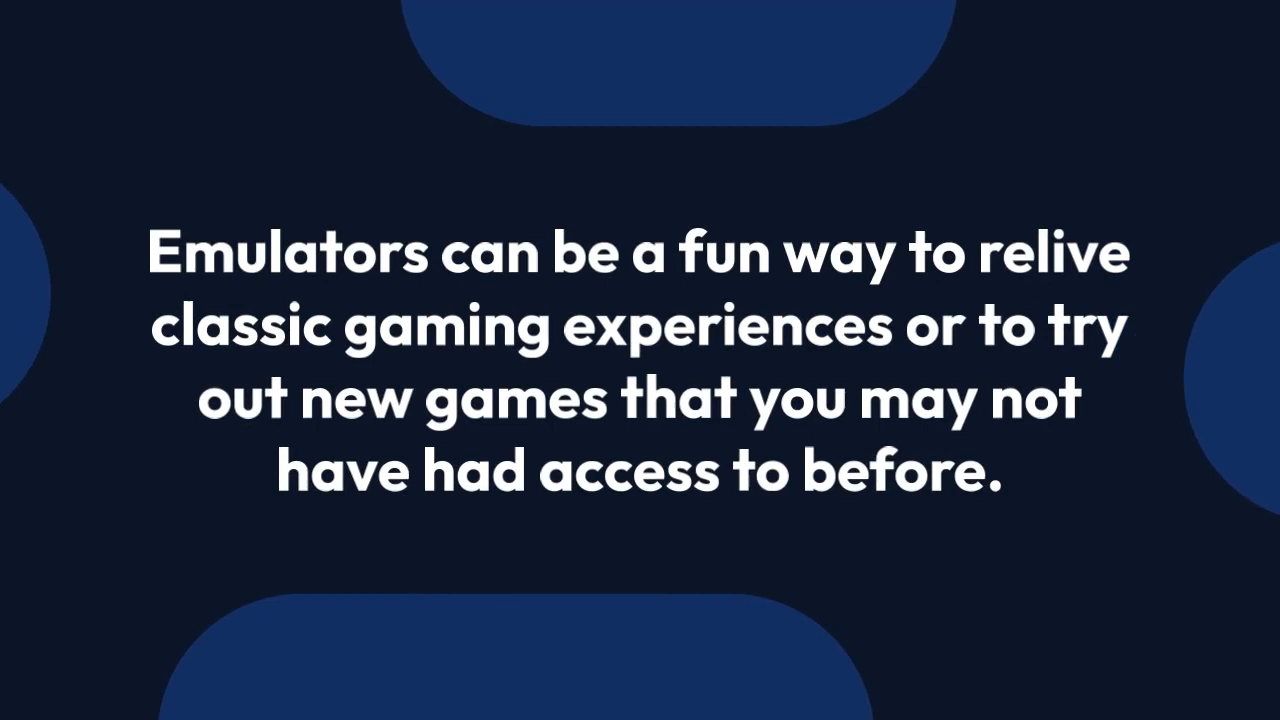 Emulators can be a fun way to relive
classic gaming experiences or to try
out new games that you may not
have had access to before.